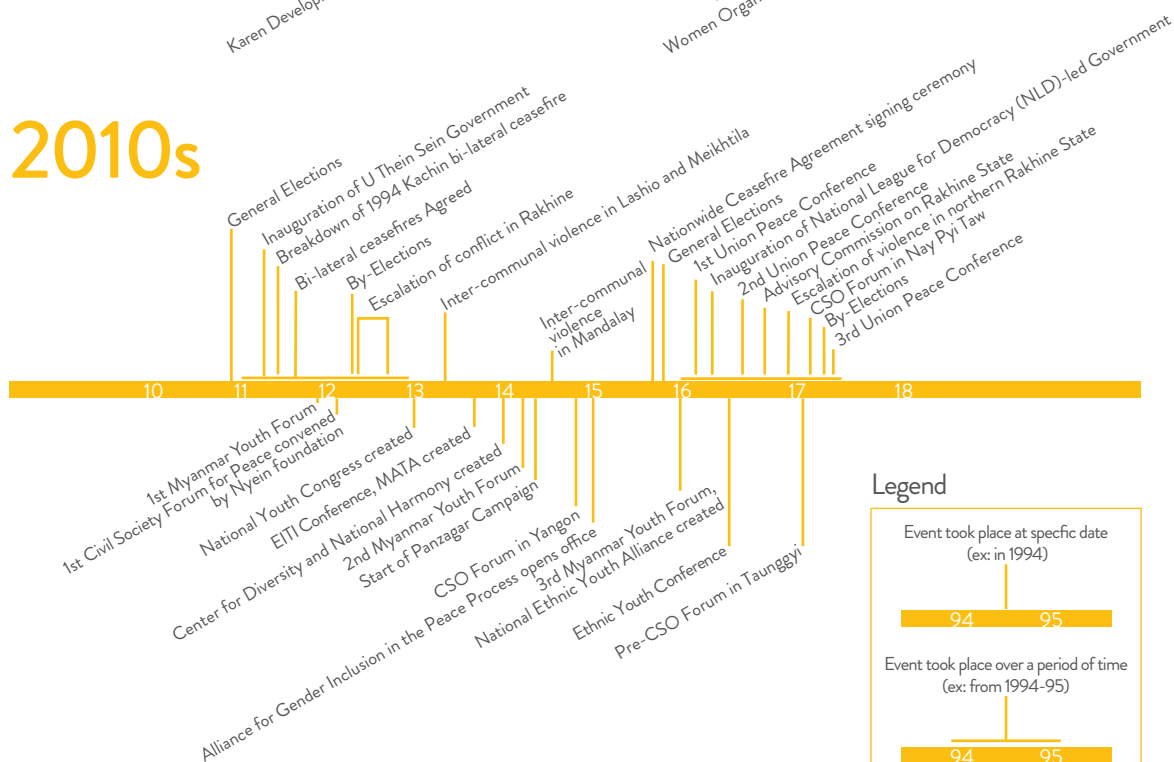 Karen Develop
Women Organ
2010s
General Elections
Inauguration of U Thein Sein Government
Breakdown of 1994 Kachin bi-lateral ceasefire
Bi-lateral ceasefires Agreed
By-Elections
Escalation of conflict in Rakhine
Inter-communal violence in Lashio and Meikhtila
Inter-communal
violence
in Mandalay
Nationwide Ceasefire Agreement signing ceremony
General Elections
1st Union Peace Conference
Inauguration of National League for Democracy (NLD)-led Government
2nd Union Peace Conference
Advisory Commission on Rakhine State
Escalation of violence in northern Rakhine State
CSO Forum in Nay Pyi Taw
By-Elections
3rd Union Peace Conference
10 11 12 13 14 15 16 17 18
1st Myanmar Youth Forum
1st Civil Society Forum for Peace convened
by Nyein foundation
National Youth Congress created
EITI Conference, MATA created
Center for Diversity and National Harmony created
2nd Myanmar Youth Forum
Start of Panzagar Campaign
CSO Forum in Yangon
Alliance for Gender Inclusion in the Peace Process opens office
3rd Myanmar Youth Forum,
National Ethnic Youth Alliance created
Ethnic Youth Conference
Pre-CSO Forum in Taunggyi
Legend
Event took place at specfic date
(ex: in 1994)
94 95
Event took place over a period of time
(ex: from 1994-95)
94 95